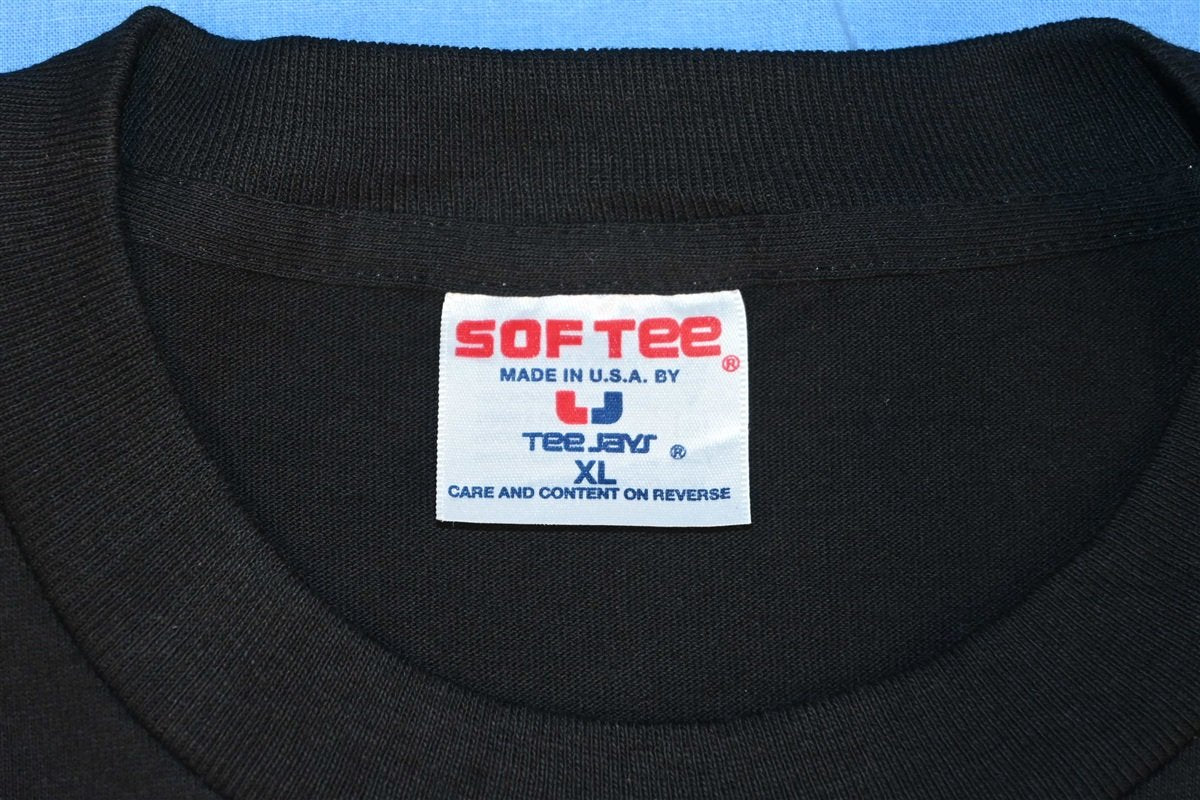 SOF TEE ®
MADE IN U.S.A. BY
TEE JAYS ®
XL
CARE AND CONTENT ON REVERSE